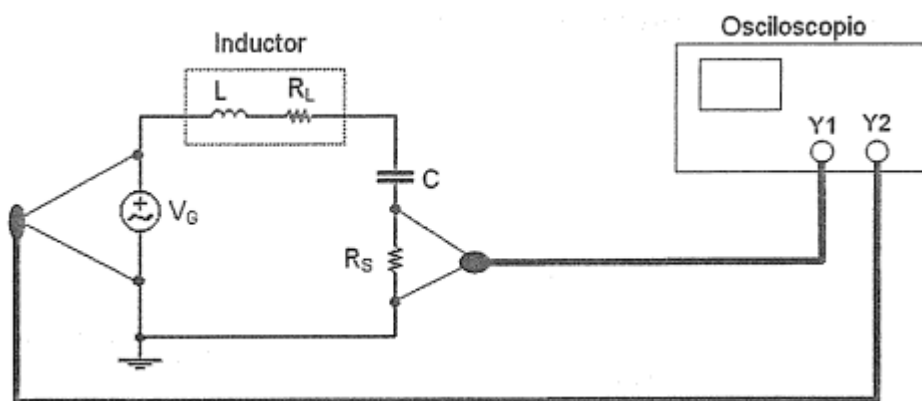 Osciloscopio
Inductor
L
R_L
Y1
Y2
C
+
V_G
R_S